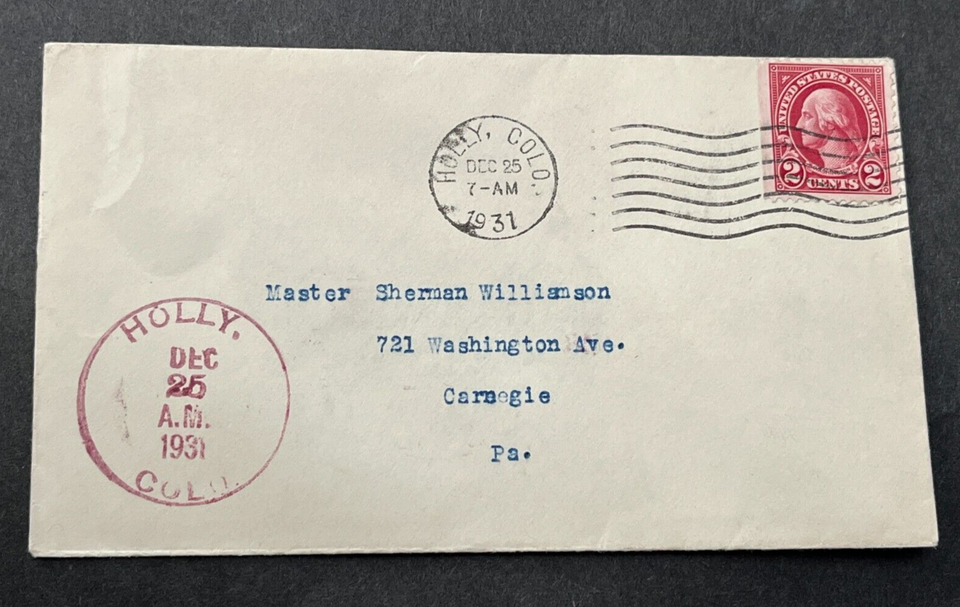 UNITED STATES POSTAGE
2 CENTS 2
HOLLY, COLO.
DEC 25
7-AM
1931
Master Sherman Williamson
721 Washington Ave.
Carnegie
Pa.
HOLLY,
DEC
25
A.M.
1931
COLO.